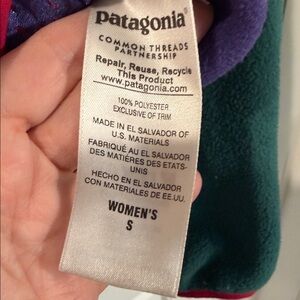 patagonia®
COMMON THREADS
PARTNERSHIP
Repair, Reuse, Recycle
This Product
www.patagonia.com
100% POLYESTER
EXCLUSIVE OF TRIM
MADE IN EL SALVADOR OF
U.S. MATERIALS
FABRIQUÉ AU EL SALVADOR
DES MATIÈRES DES ETATS-
UNIS
HECHO EN EL SALVADOR
CON MATERIALES DE EE.UU.
WOMEN'S
S